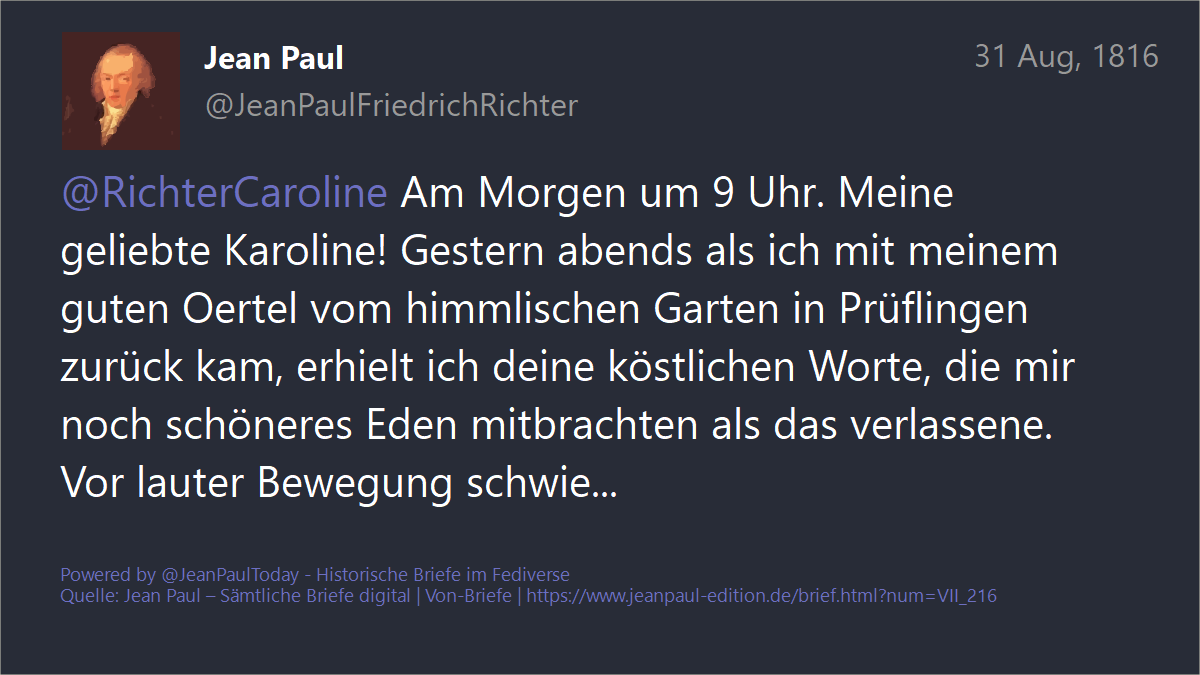 Jean Paul
31 Aug, 1816
@JeanPaulFriedrichRichter
@RichterCaroline Am Morgen um 9 Uhr. Meine
geliebte Karoline! Gestern abends als ich mit meinem
guten Oertel vom himmlischen Garten in Prüflingen
zurück kam, erhielt ich deine köstlichen Worte, die mir
noch schöneres Eden mitbrachten als das verlassene.
Vor lauter Bewegung schwie...
Powered by @JeanPaulToday - Historische Briefe im Fediverse
Quelle: Jean Paul – Sämtliche Briefe digital | Von-Briefe | https://www.jeanpaul-edition.de/brief.html?num=VII_216